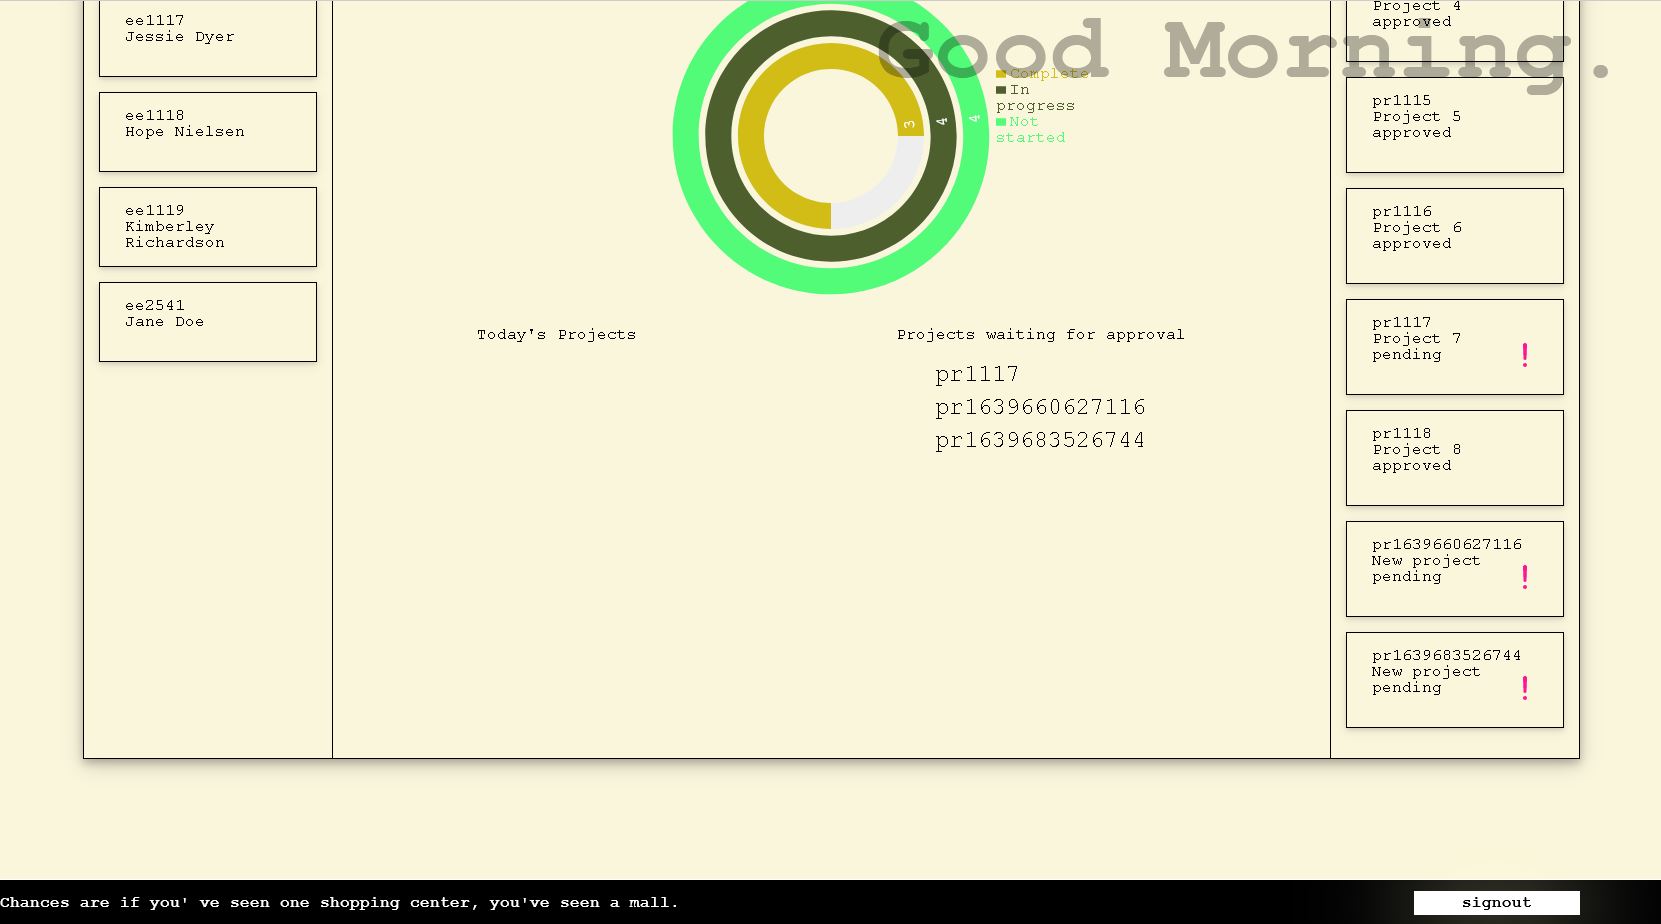 Good Morning.
ee1117
Jessie Dyer
ee1118
Hope Nielsen
ee1119
Kimberley
Richardson
ee2541
Jane Doe
3
4
4
Complete
In
progress
Not
started
Today's Projects
Projects waiting for approval
pr1117
pr1639660627116
pr1639683526744
Project 4
approved
pr1115
Project 5
approved
pr1116
Project 6
approved
pr1117
Project 7
pending
!
pr1118
Project 8
approved
pr1639660627116
New project
pending
!
pr1639683526744
New project
pending
!
Chances are if you' ve seen one shopping center, you've seen a mall.
signout